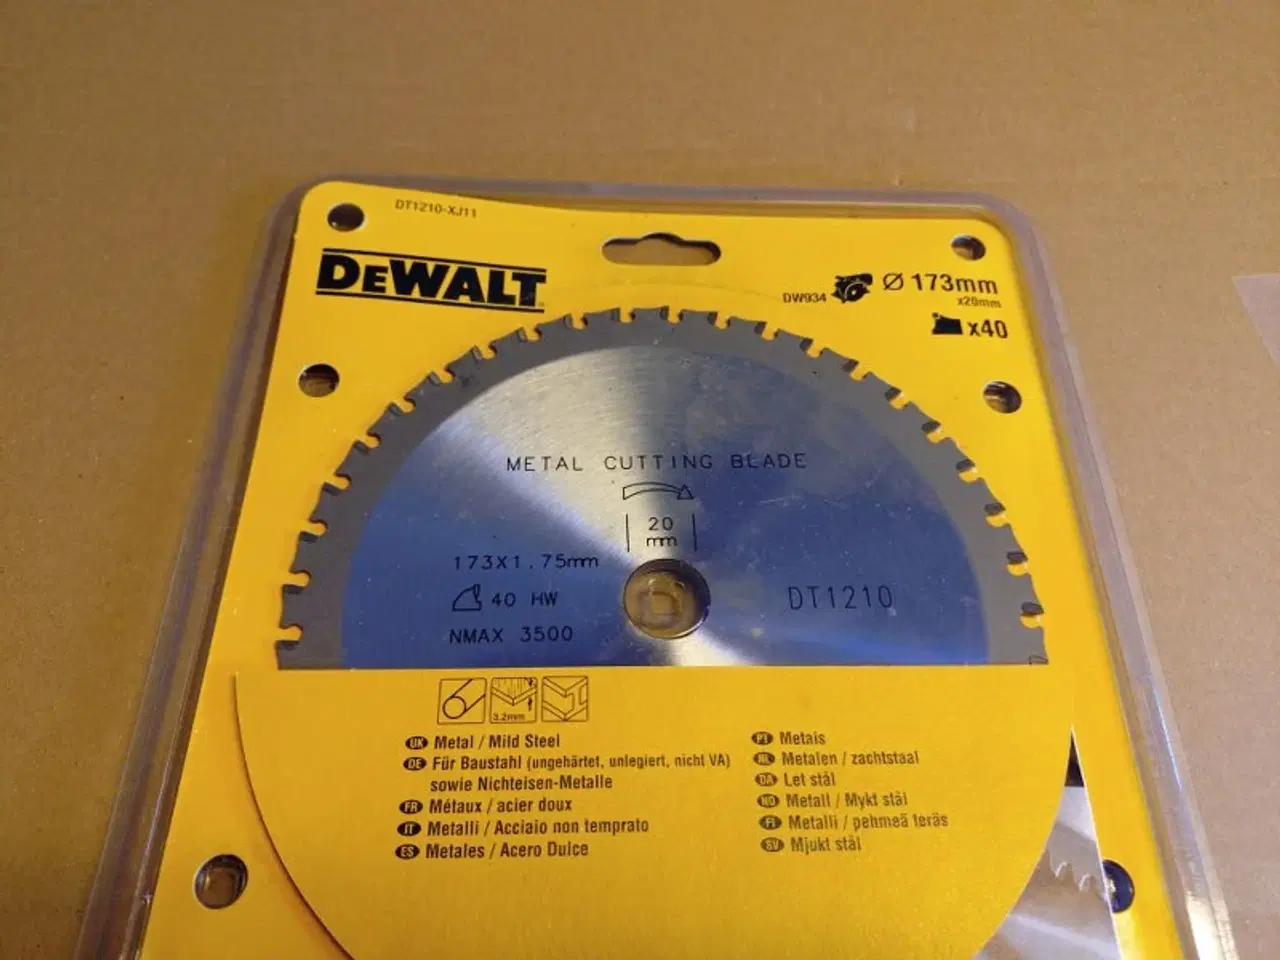 DT1210-XJ11
DEWALT
DW934 Ø 173mm
x20mm
x40
METAL CUTTING BLADE
20
mm
173X1.75mm
40 HW
NMAX 3500
DT1210
3.2mm
UK Metal / Mild Steel
DE Für Baustahl (ungehärtet, unlegiert, nicht VA)
sowie Nichteisen-Metalle
FR Métaux / acier doux
IT Metalli / Acciaio non temprato
ES Metales / Acero Dulce
PT Metais
NL Metalen / zachtstaal
DA Let stål
NO Metall / Mykt stål
FI Metalli / pehmeä teräs
SV Mjukt stål